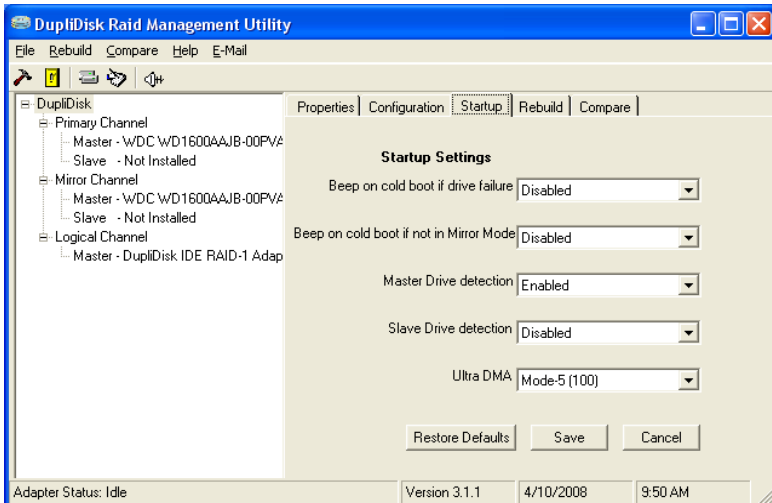 DupliDisk Raid Management Utility
File Rebuild Compare Help E-Mail
DupliDisk
Primary Channel
Master - WDC WD1600AAJB-00PVA
Slave - Not Installed
Mirror Channel
Master - WDC WD1600AAJB-00PVA
Slave - Not Installed
Logical Channel
Master - DupliDisk IDE RAID-1 Adap
Properties Configuration Startup Rebuild Compare
Startup Settings
Beep on cold boot if drive failure Disabled
Beep on cold boot if not in Mirror Mode Disabled
Master Drive detection Enabled
Slave Drive detection Disabled
Ultra DMA Mode-5 (100)
Restore Defaults Save Cancel
Adapter Status: Idle Version 3.1.1 4/10/2008 9:50 AM